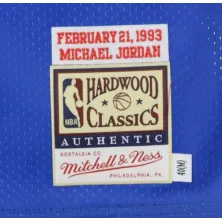 FEBRUARY 21, 1993
MICHAEL JORDAN
HARDWOOD
CLASSICS
NBA
AUTHENTIC
NOSTALGIA CO.
Mitchell & Ness
PHILADELPHIA, PA.
40(M)